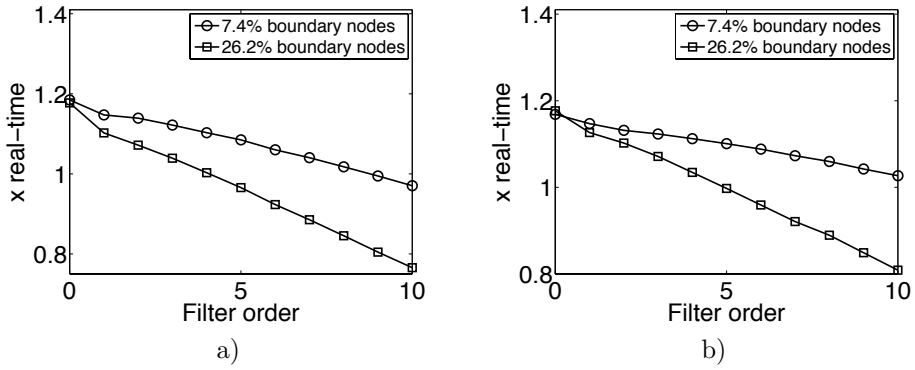 1.4
7.4% boundary nodes
26.2% boundary nodes
1.2
1
0.8
x real-time
0
5
10
Filter order
a)
1.4
7.4% boundary nodes
26.2% boundary nodes
1.2
1
0.8
x real-time
0
5
10
Filter order
b)